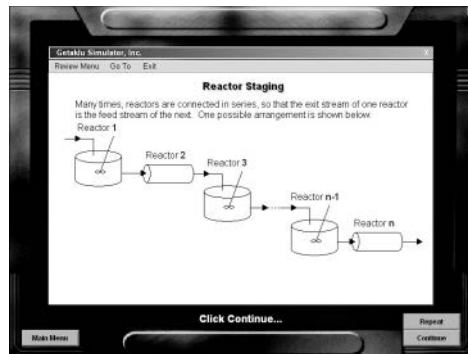 Getaklu Simulator, Inc. X
Review Menu Go To Exit
Reactor Staging
Many times, reactors are connected in series, so that the exit stream of one reactor
is the feed stream of the next. One possible arrangement is shown below.
Reactor 1
Reactor 2
Reactor 3
Reactor n-1
Reactor n
Click Continue...
Repeat
Main Menu
Continue